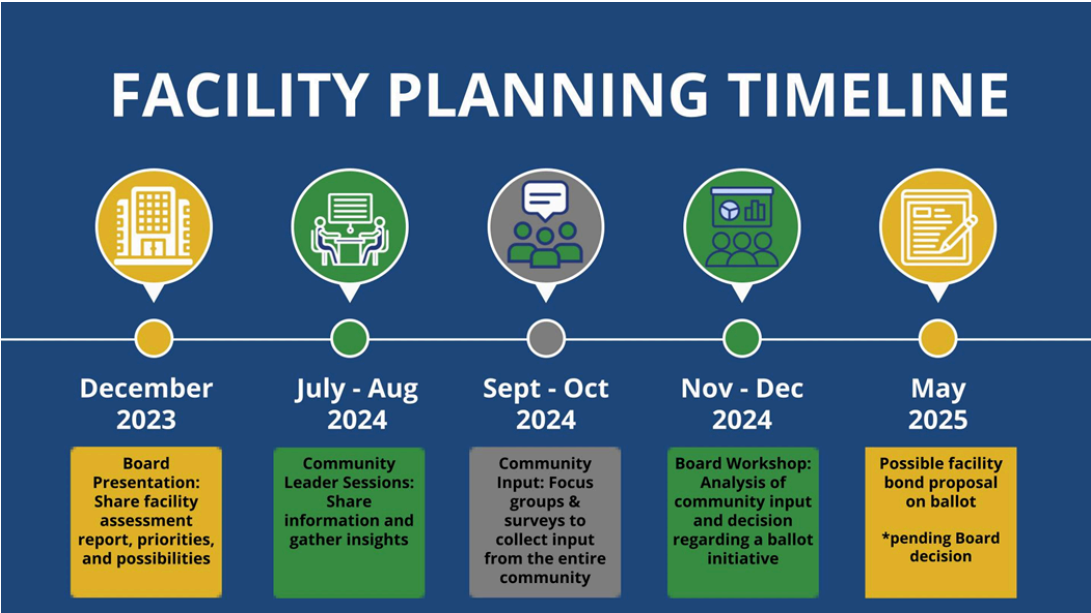 FACILITY PLANNING TIMELINE
December
2023
July - Aug
2024
Sept - Oct
2024
Nov - Dec
2024
May
2025
Board
Presentation:
Share facility
assessment
report, priorities,
and possibilities
Community
Leader Sessions:
Share
information and
gather insights
Community
Input: Focus
groups &
surveys to
collect input
from the entire
community
Board Workshop:
Analysis of
community input
and decision
regarding a ballot
initiative
Possible facility
bond proposal
on ballot
*pending Board
decision